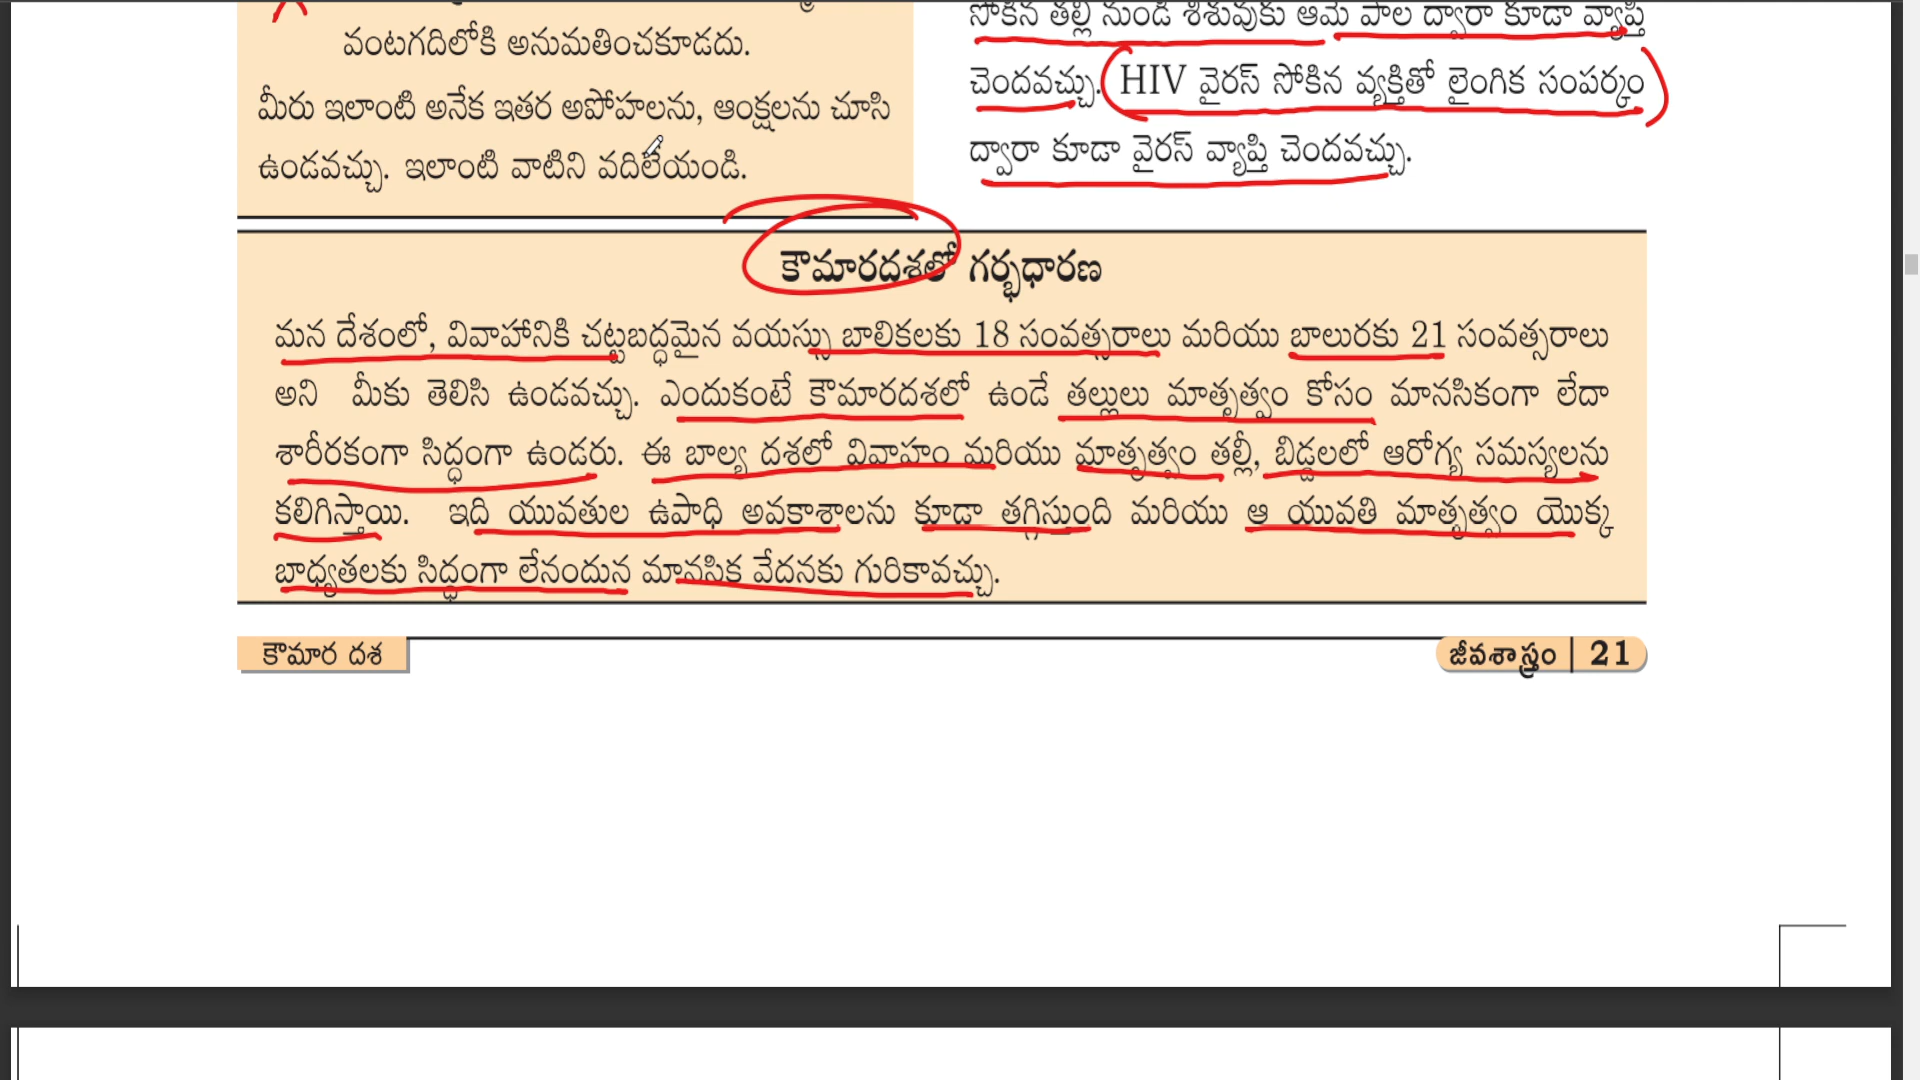 వంటగదిలోకి అనుమతించకూడదు.
మీరు ఇలాంటి అనేక ఇతర అపోహలను, ఆంక్షలను చూసి
ఉండవచ్చు. ఇలాంటి వాటిని వదిలేయండి.
సోకిన తల్లి నుండి శిశువుకు ఆమె పాల ద్వారా కూడా వ్యాప్తి
చెందవచ్చు. HIV వైరస్ సోకిన వ్యక్తితో లైంగిక సంపర్కం
ద్వారా కూడా వైరస్ వ్యాప్తి చెందవచ్చు.
కౌమారదశలో గర్భధారణ
మన దేశంలో, వివాహానికి చట్టబద్ధమైన వయస్సు బాలికలకు 18 సంవత్సరాలు మరియు బాలురకు 21 సంవత్సరాలు
అని మీకు తెలిసి ఉండవచ్చు. ఎందుకంటే కౌమారదశలో ఉండే తల్లులు మాతృత్వం కోసం మానసికంగా లేదా
శారీరకంగా సిద్ధంగా ఉండరు. ఈ బాల్య దశలో వివాహం మరియు మాతృత్వం తల్లీ, బిడ్డలలో ఆరోగ్య సమస్యలను
కలిగిస్తాయి. ఇది యువతుల ఉపాధి అవకాశాలను కూడా తగ్గిస్తుంది మరియు ఆ యువతి మాతృత్వం యొక్క
బాధ్యతలకు సిద్ధంగా లేనందున మానసిక వేదనకు గురికావచ్చు.
కౌమార దశ
జీవశాస్త్రం | 21